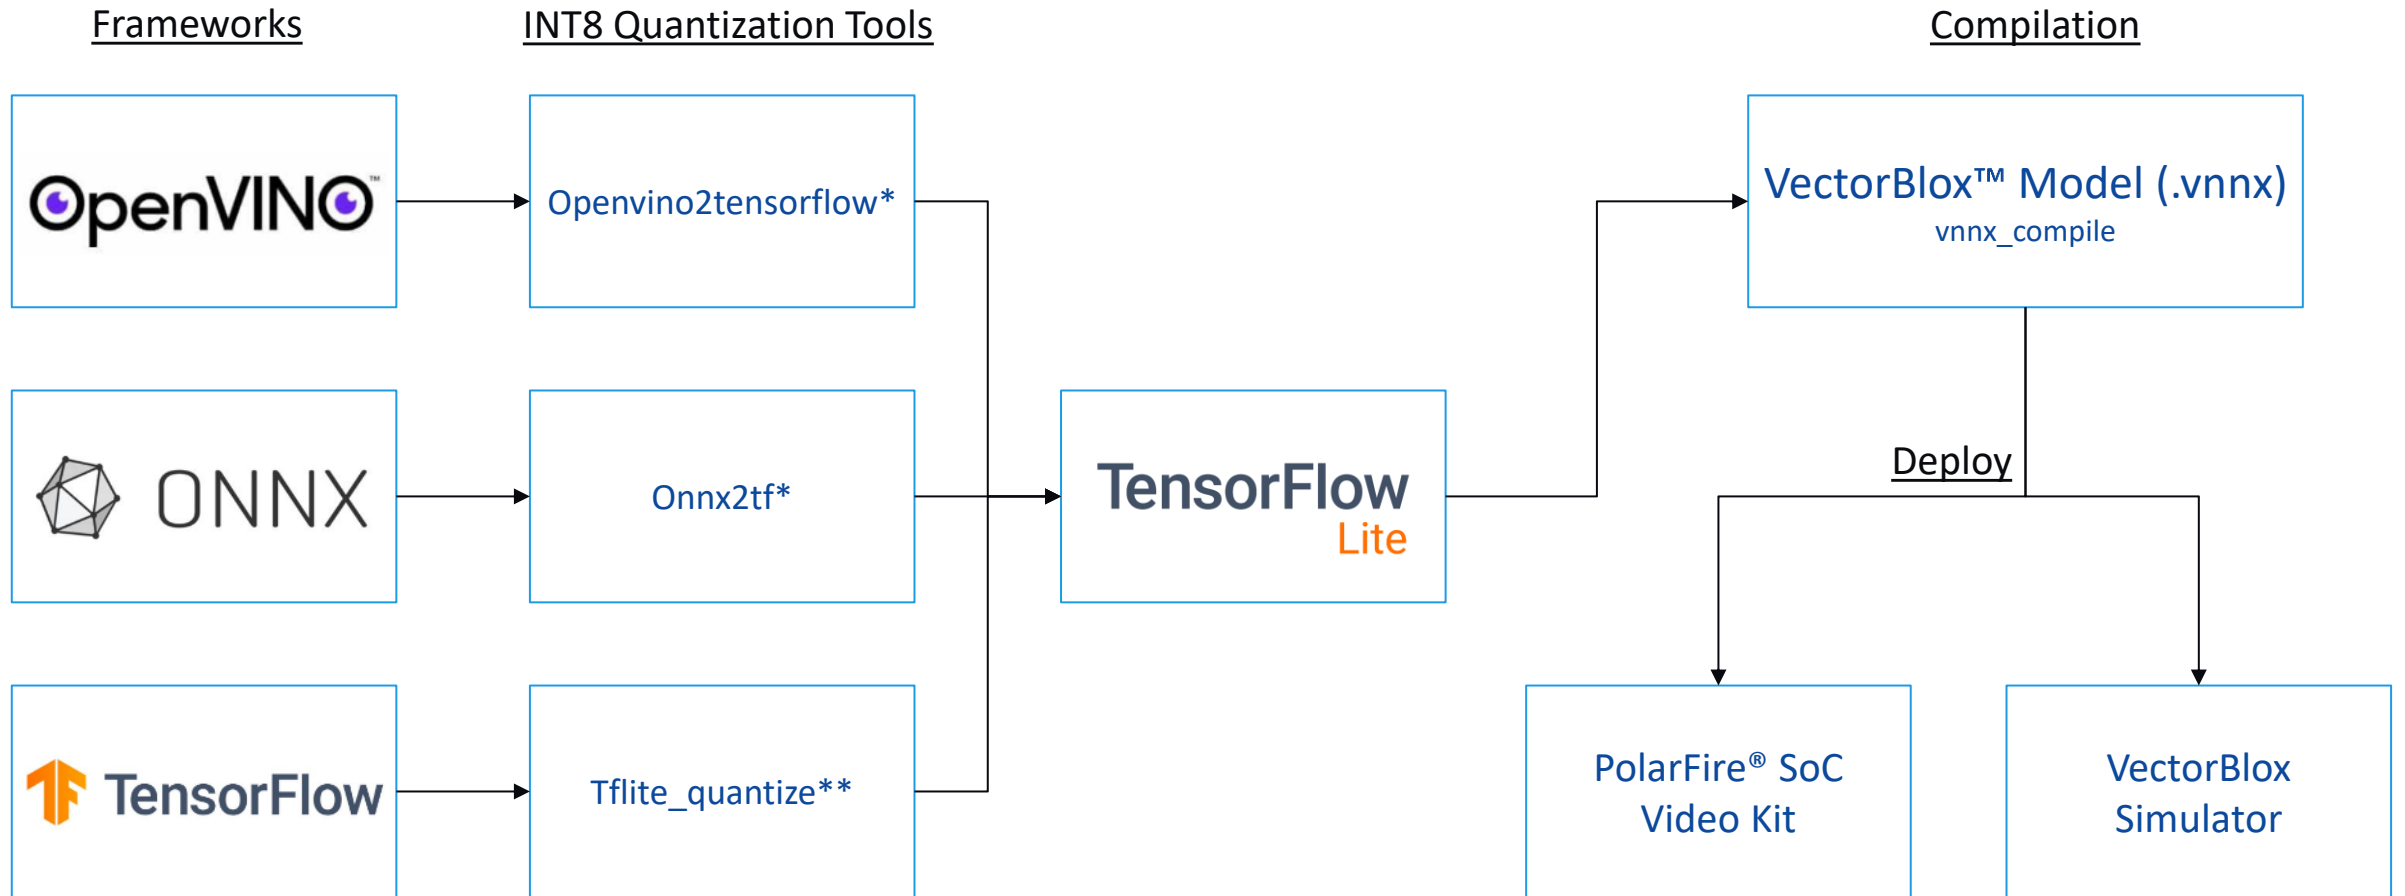 Frameworks
INT8 Quantization Tools
Compilation
OpenVINO™
Openvino2tensorflow*
VectorBlox™ Model (.vnnx)
vnnx_compile
ONNX
Onnx2tf*
TensorFlow
Lite
Deploy
TensorFlow
Tflite_quantize**
PolarFire® SoC
Video Kit
VectorBlox
Simulator